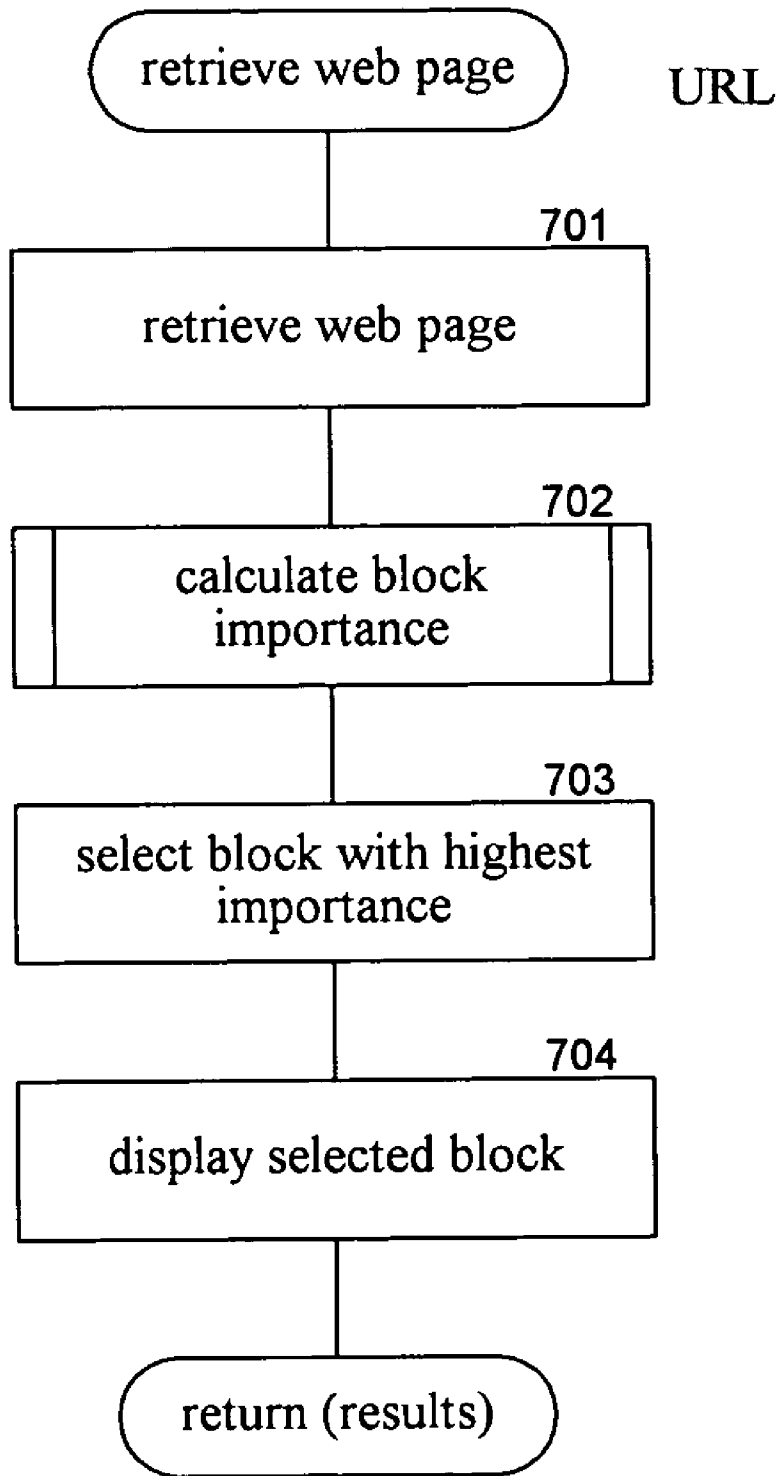 retrieve web page
URL
701
retrieve web page
702
calculate block
importance
703
select block with highest
importance
704
display selected block
return (results)